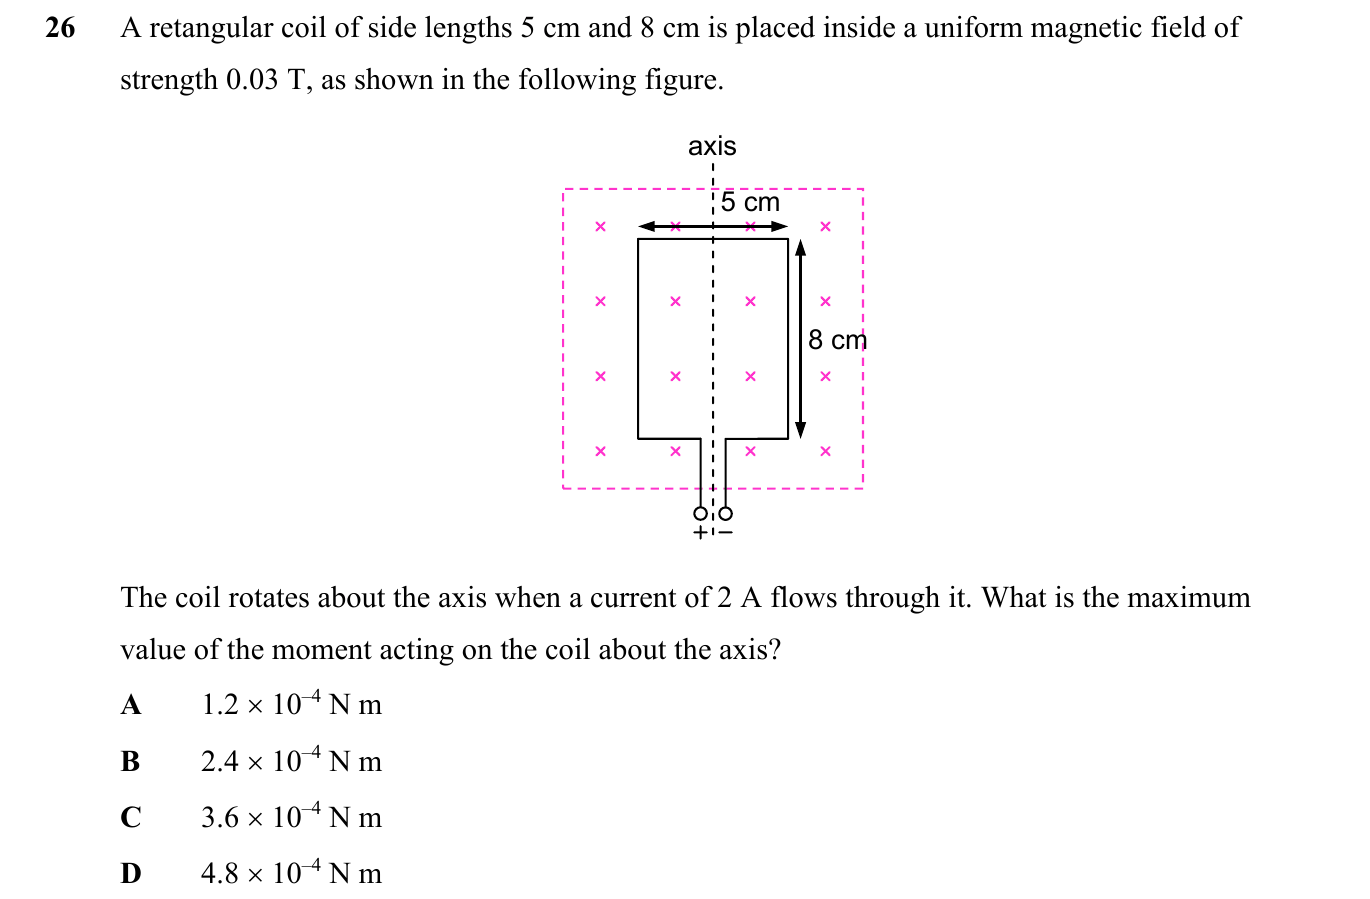 26 A retangular coil of side lengths 5 cm and 8 cm is placed inside a uniform magnetic field of
strength 0.03 T, as shown in the following figure.
axis
5 cm
8 cm
+ −
The coil rotates about the axis when a current of 2 A flows through it. What is the maximum
value of the moment acting on the coil about the axis?
A 1.2 × 10⁻⁴ N m
B 2.4 × 10⁻⁴ N m
C 3.6 × 10⁻⁴ N m
D 4.8 × 10⁻⁴ N m